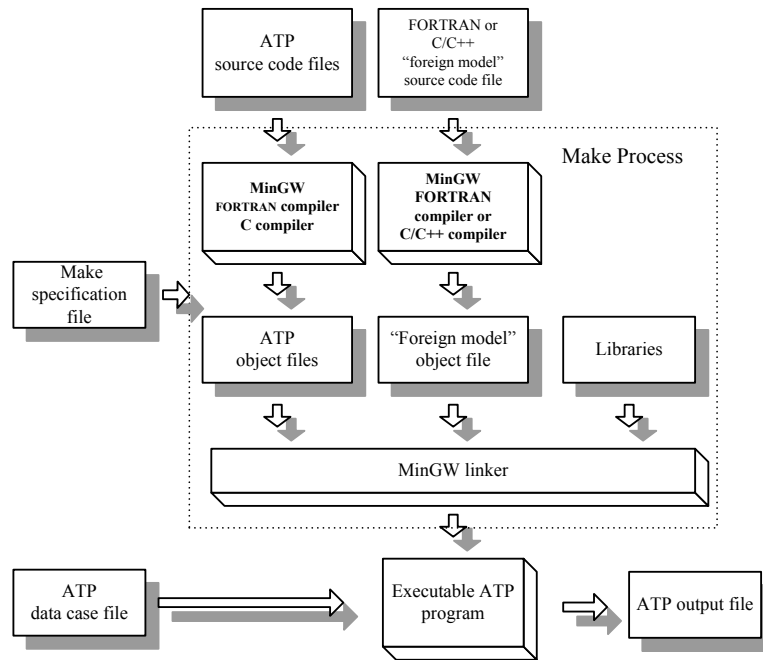 ATP
source code files
FORTRAN or
C/C++
“foreign model”
source code file
Make Process
MinGW
FORTRAN compiler
C compiler
MinGW
FORTRAN
compiler or
C/C++ compiler
Make
specification
file
ATP
object files
“Foreign model”
object file
Libraries
MinGW linker
ATP
data case file
Executable ATP
program
ATP output file